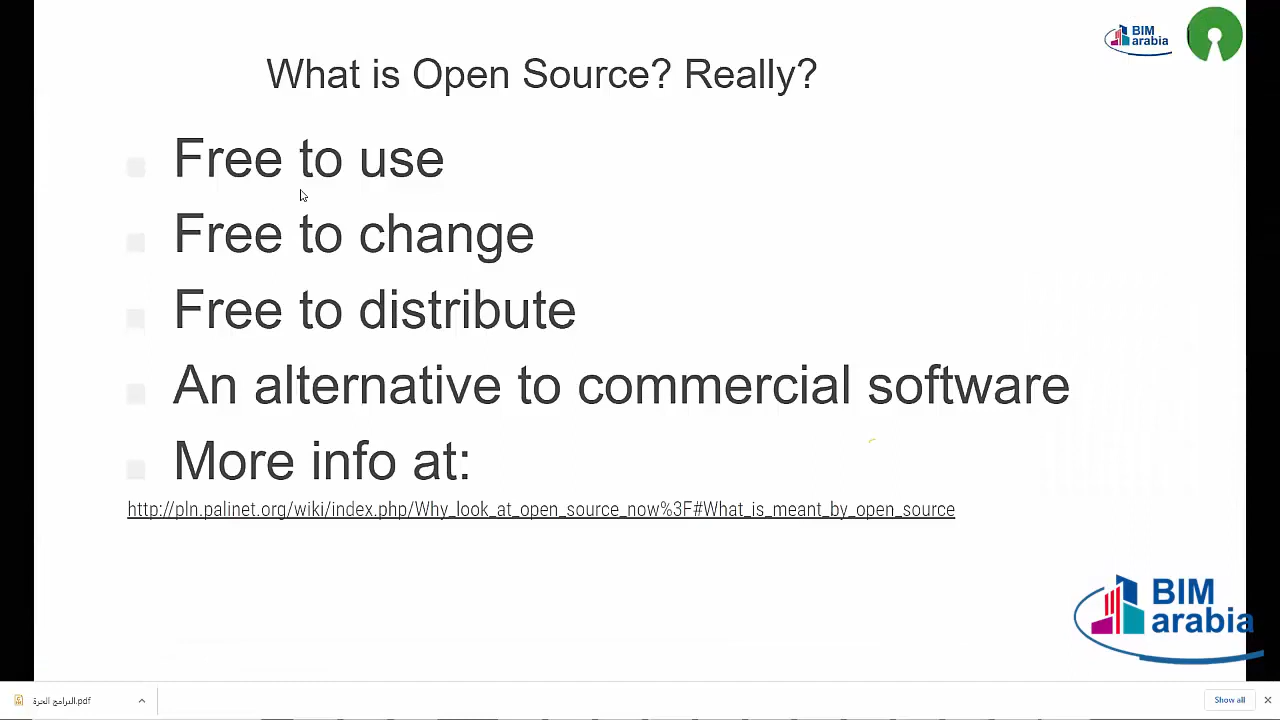 BIM
arabia
What is Open Source? Really?
Free to use
Free to change
Free to distribute
An alternative to commercial software
More info at:
http://pln.palinet.org/wiki/index.php/Why_look_at_open_source_now%3F#What_is_meant_by_open_source
BIM
arabia
البرامج الحرة.pdf
Show all